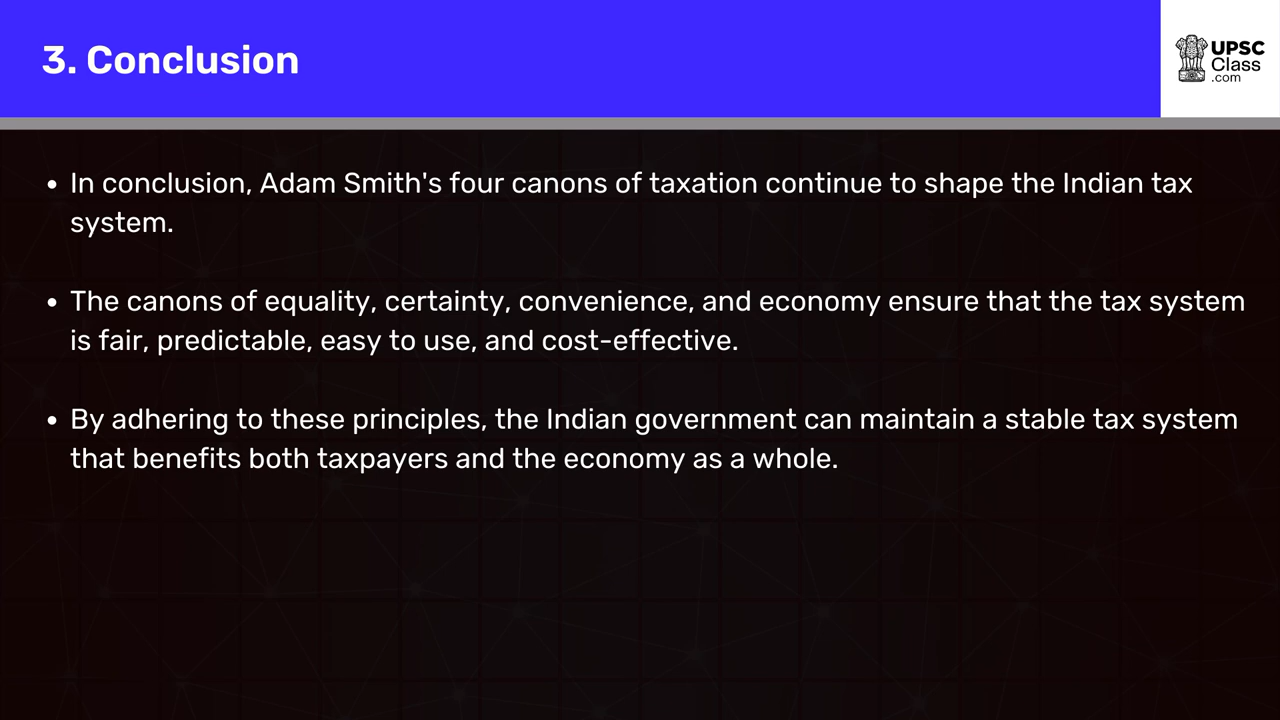 3. Conclusion
UPSC
Class
.com
• In conclusion, Adam Smith's four canons of taxation continue to shape the Indian tax
system.
• The canons of equality, certainty, convenience, and economy ensure that the tax system
is fair, predictable, easy to use, and cost-effective.
• By adhering to these principles, the Indian government can maintain a stable tax system
that benefits both taxpayers and the economy as a whole.